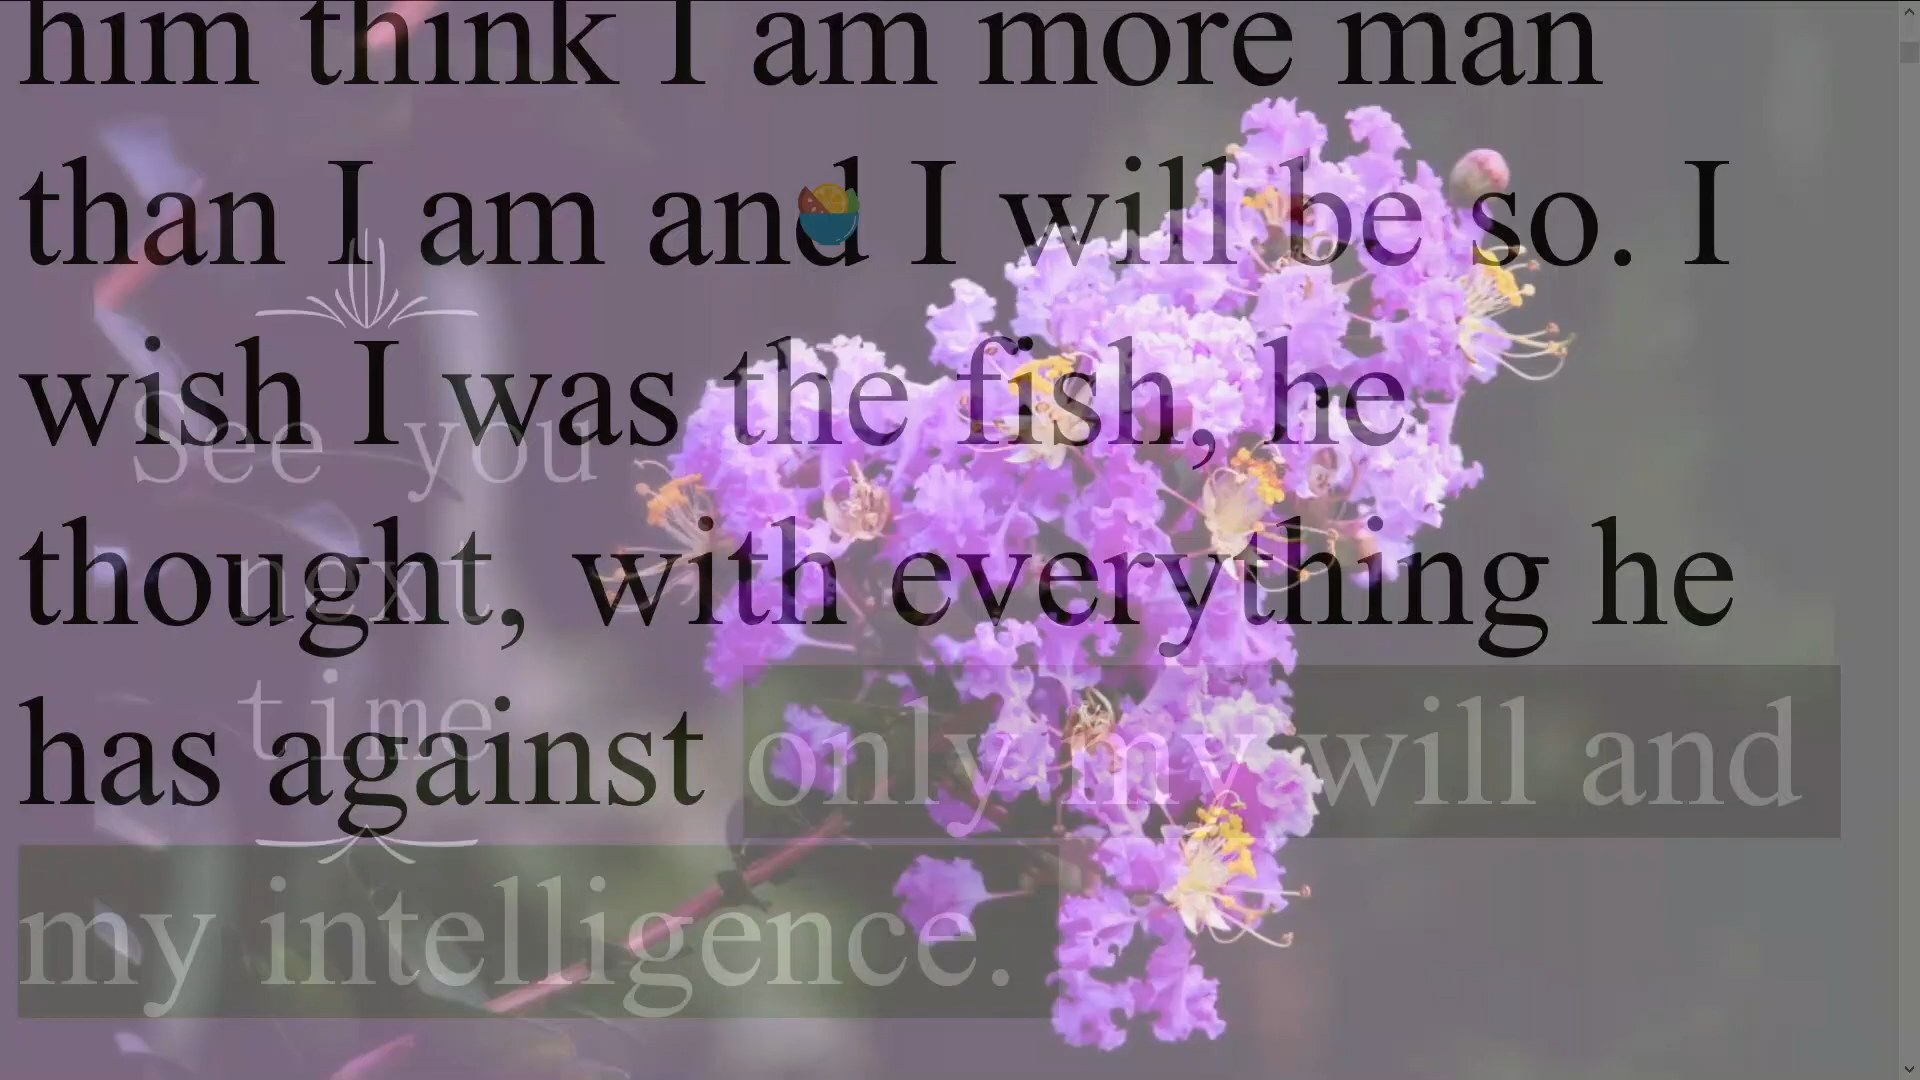 him think I am more man
than I am and I will be so. I
wish I was the fish, he
thought, with everything he
has against only my will and
my intelligence.
See you
next
time